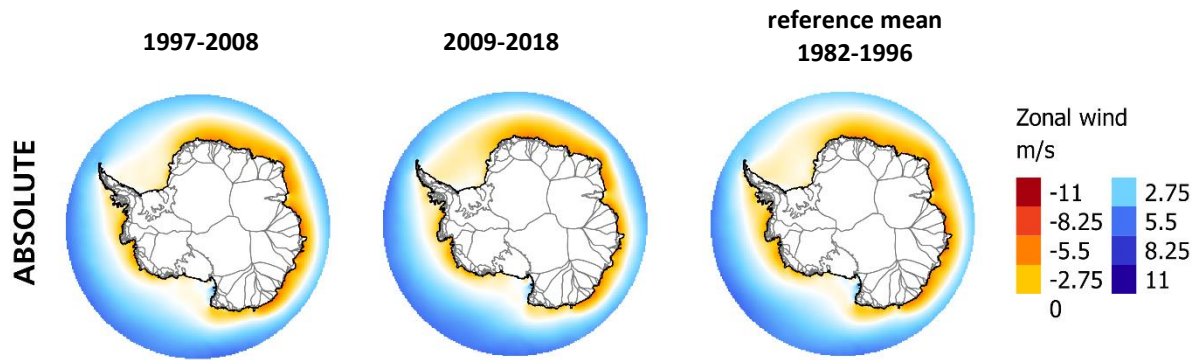 1997-2008
2009-2018
reference mean
1982-1996
ABSOLUTE
Zonal wind
m/s
-11 2.75
-8.25 5.5
-5.5 8.25
-2.75 11
0